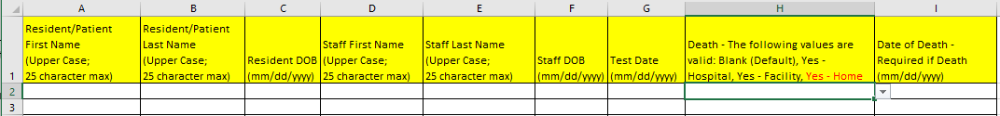 A B C D E F G H I
Resident/Patient
First Name
(Upper Case;
25 character max)
Resident/Patient
Last Name
(Upper Case;
25 character max)
Resident DOB
(mm/dd/yyyy)
Staff First Name
(Upper Case;
25 character max)
Staff Last Name
(Upper Case;
25 character max)
Staff DOB
(mm/dd/yyyy)
Test Date
(mm/dd/yyyy)
Death - The following values are
valid: Blank (Default), Yes -
Hospital, Yes - Facility, Yes - Home
Date of Death -
Required if Death
(mm/dd/yyyy)
1
2
3